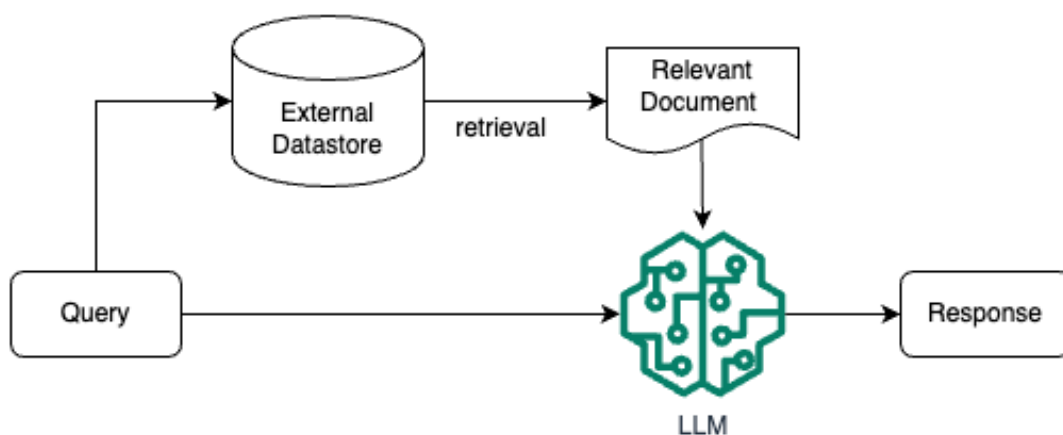 External
Datastore
retrieval
Relevant
Document
Query
LLM
Response